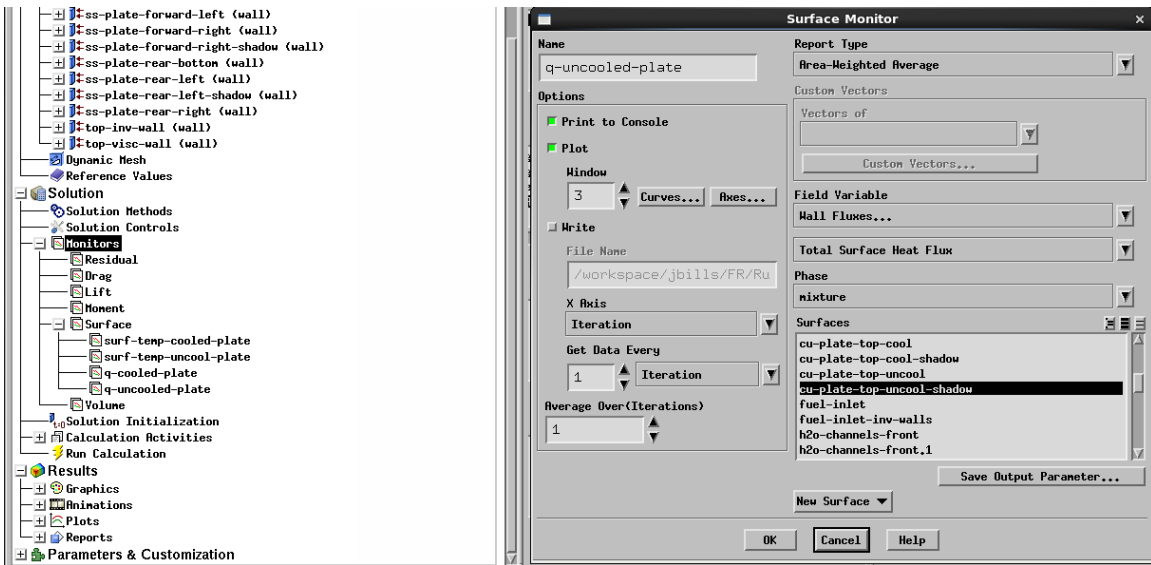 ss-plate-forward-left (wall)
ss-plate-forward-right (wall)
ss-plate-forward-right-shadow (wall)
ss-plate-rear-bottom (wall)
ss-plate-rear-left (wall)
ss-plate-rear-left-shadow (wall)
ss-plate-rear-right (wall)
top-inv-wall (wall)
top-visc-wall (wall)
Dynamic Mesh
Reference Values
Solution
Solution Methods
Solution Controls
Monitors
Residual
Drag
Lift
Moment
Surface
surf-temp-cooled-plate
surf-temp-uncool-plate
q-cooled-plate
q-uncooled-plate
Volume
Solution Initialization
Calculation Activities
Run Calculation
Results
Graphics
Animations
Plots
Reports
Parameters & Customization
Surface Monitor
Name
q-uncooled-plate
Options
Print to Console
Plot
Window
3
Curves...
Axes...
Write
File Name
/workspace/jbills/FR/Ru
X Axis
Iteration
Get Data Every
1
Iteration
Average Over(Iterations)
1
Report Type
Area-Weighted Average
Custom Vectors
Vectors of
Custom Vectors...
Field Variable
Wall Fluxes...
Total Surface Heat Flux
Phase
mixture
Surfaces
cu-plate-top-cool
cu-plate-top-cool-shadow
cu-plate-top-uncool
cu-plate-top-uncool-shadow
fuel-inlet
fuel-inlet-inv-walls
h2o-channels-front
h2o-channels-front.1
Save Output Parameter...
New Surface
OK
Cancel
Help